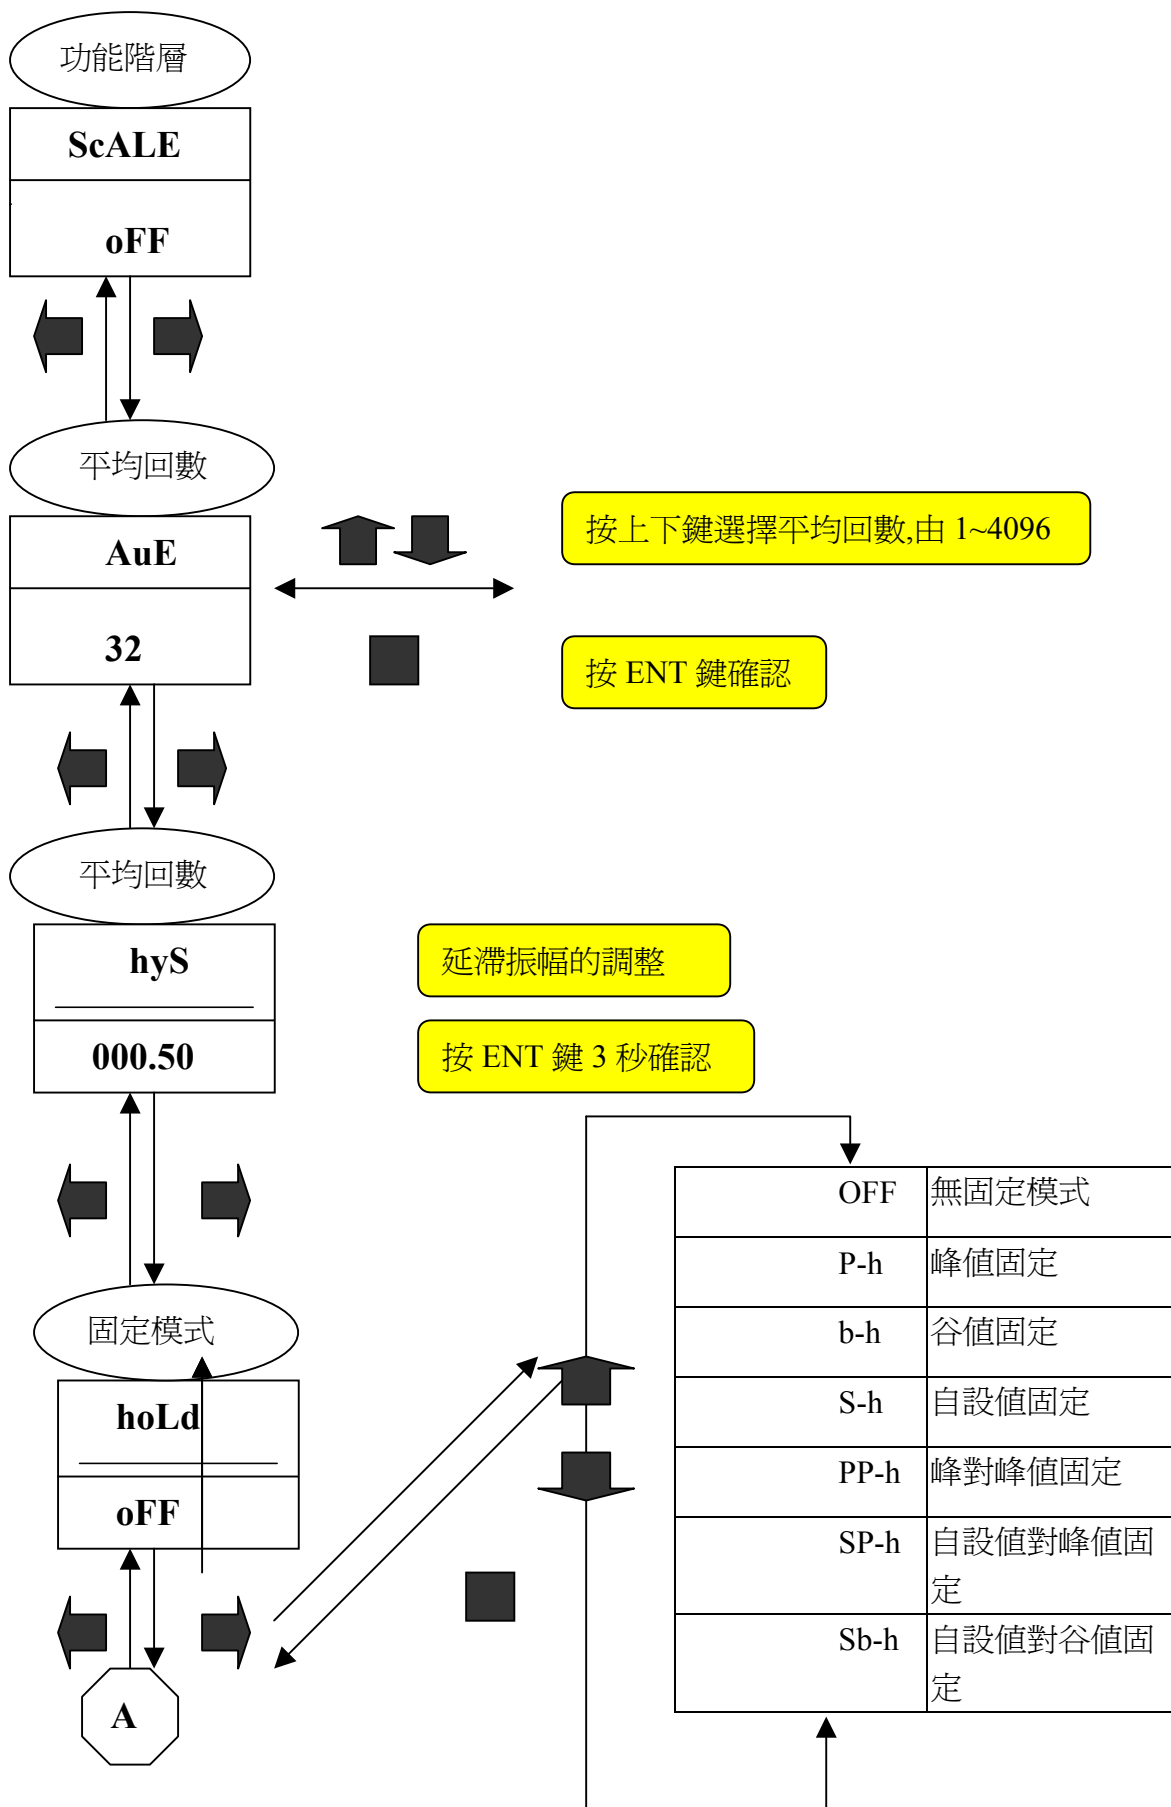 功能階層
ScALE
oFF
平均回數
AuE
32
按上下鍵選擇平均回數,由 1~4096
按 ENT 鍵確認
平均回數
hyS
000.50
延滯振幅的調整
按 ENT 鍵 3 秒確認
固定模式
hoLd
oFF
A
OFF 無固定模式
P-h 峰值固定
b-h 谷值固定
S-h 自設值固定
PP-h 峰對峰值固定
SP-h 自設值對峰值固
定
Sb-h 自設值對谷值固
定